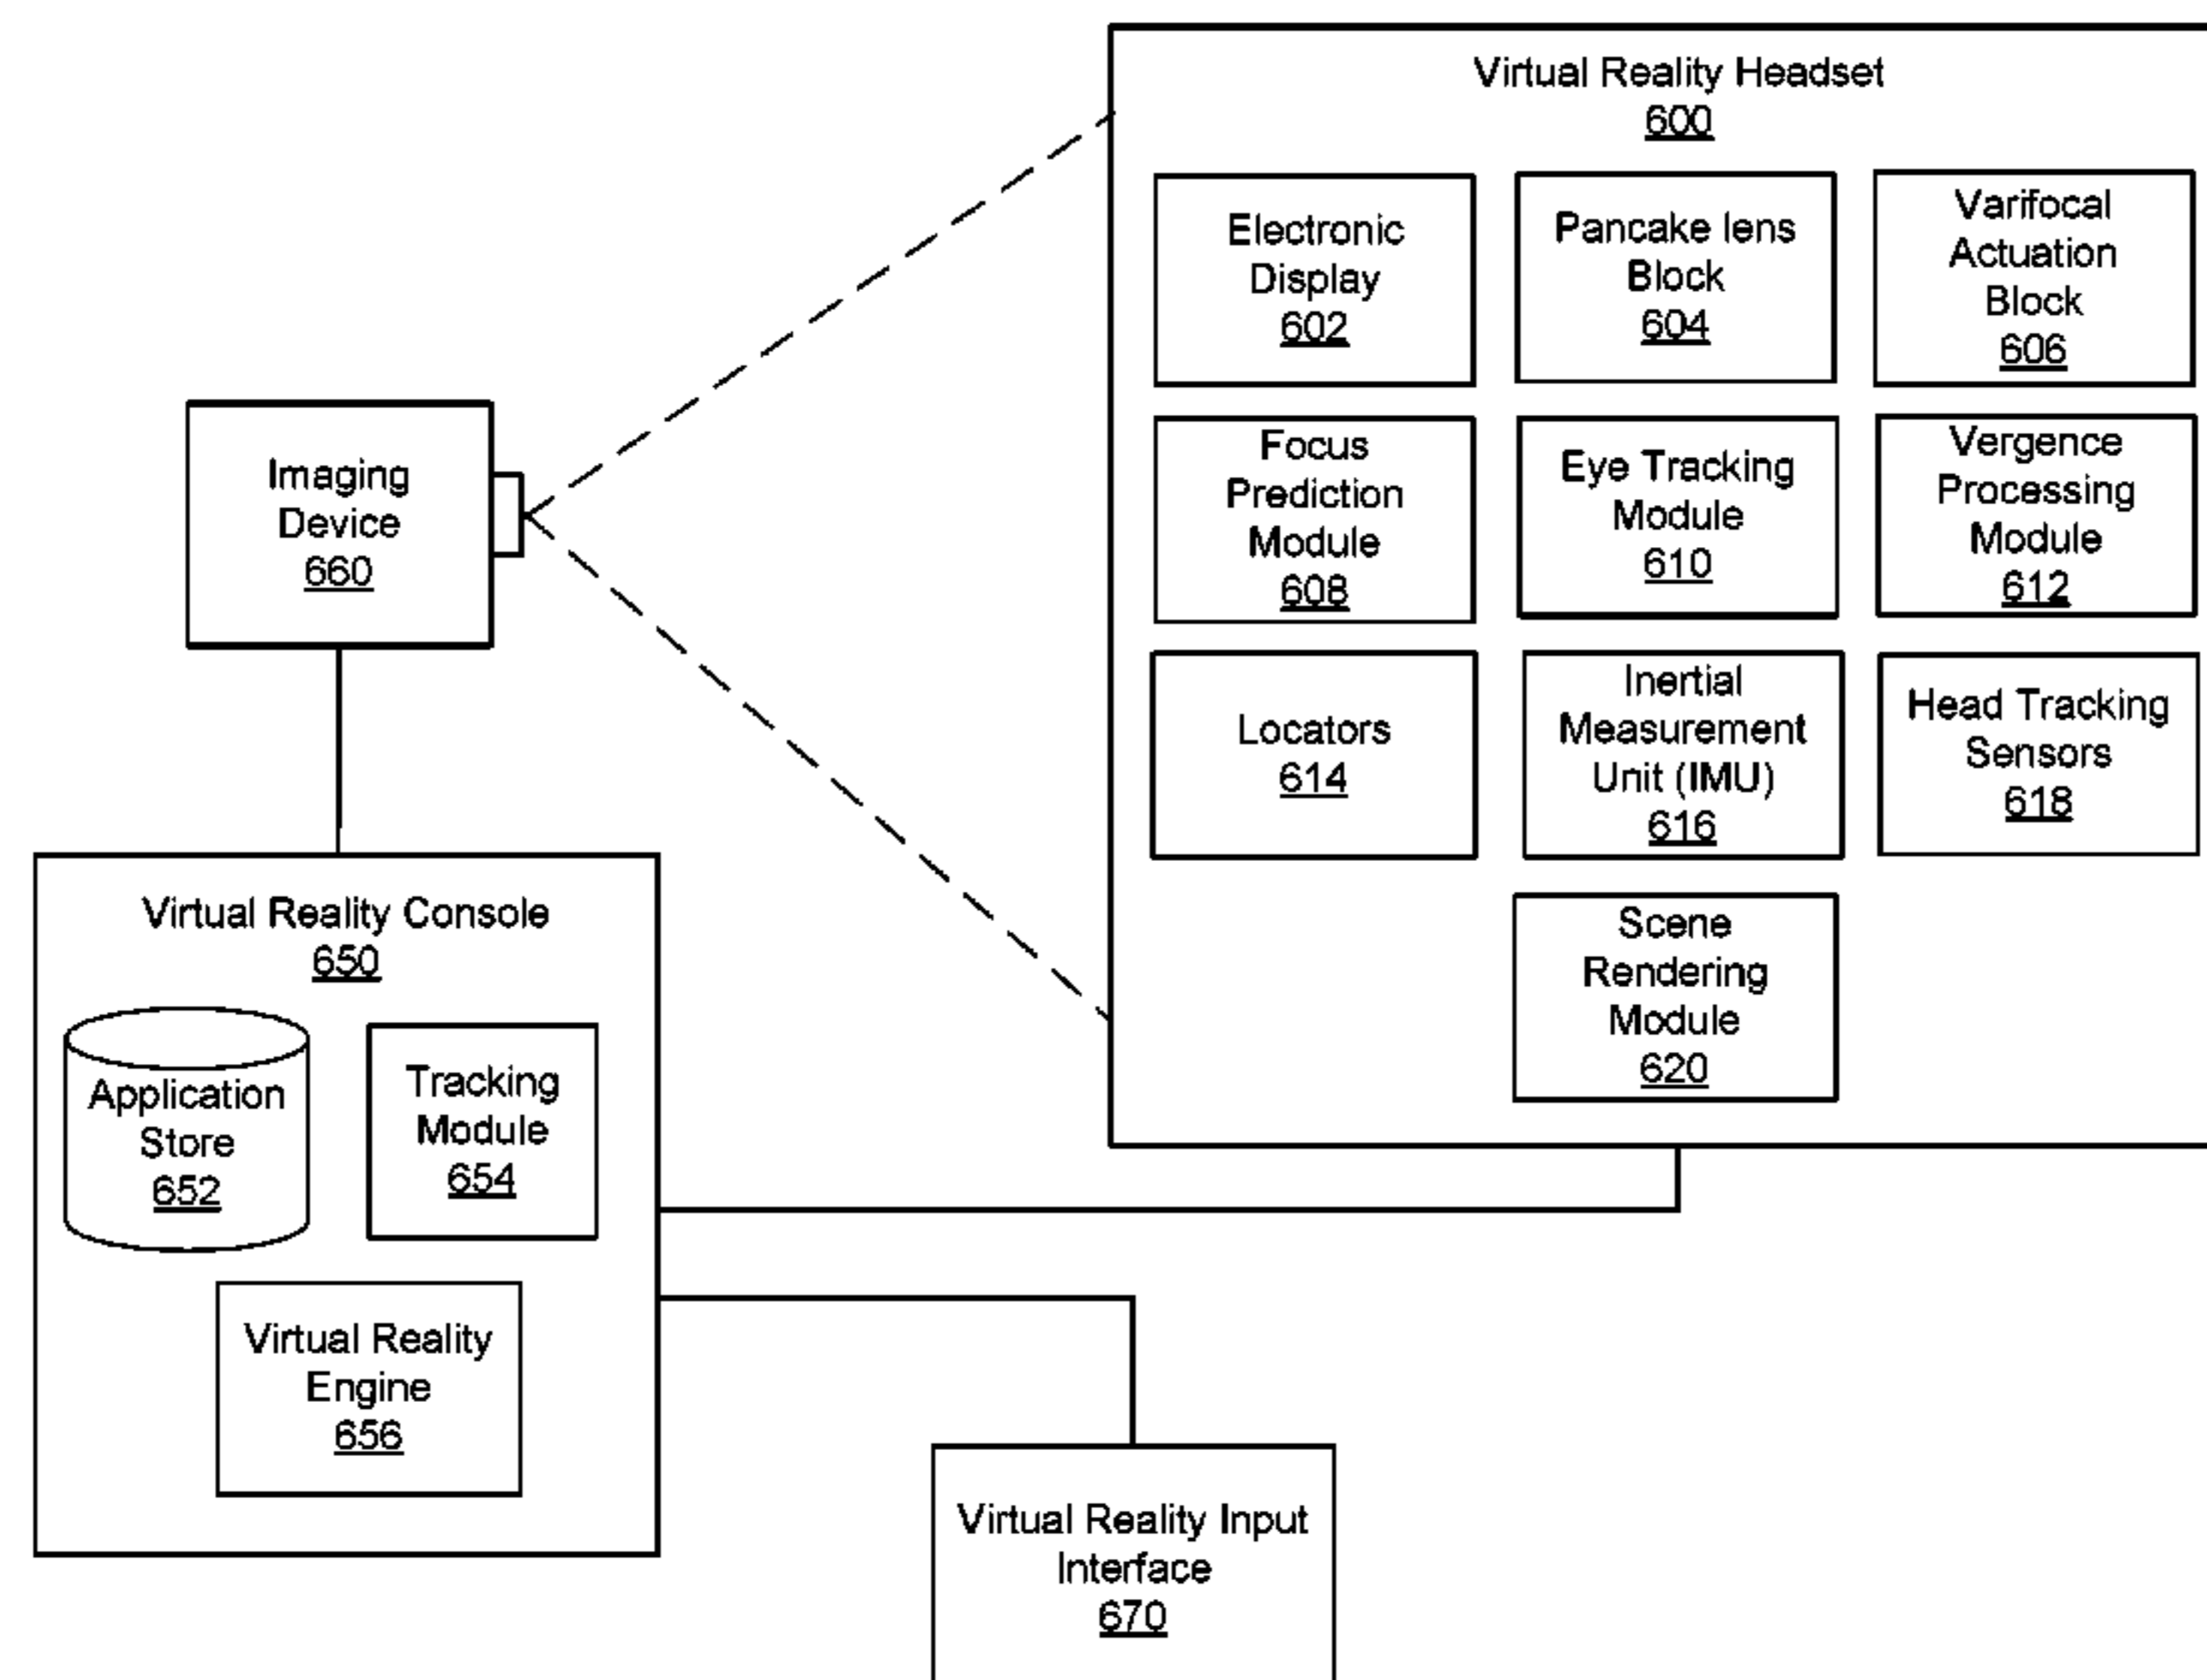 Virtual Reality Headset
600
Electronic
Display
602
Pancake lens
Block
604
Varifocal
Actuation
Block
606
Focus
Prediction
Module
608
Eye Tracking
Module
610
Vergence
Processing
Module
612
Locators
614
Inertial
Measurement
Unit (IMU)
616
Head Tracking
Sensors
618
Scene
Rendering
Module
620
Imaging
Device
660
Virtual Reality Console
650
Application
Store
652
Tracking
Module
654
Virtual Reality
Engine
656
Virtual Reality Input
Interface
670